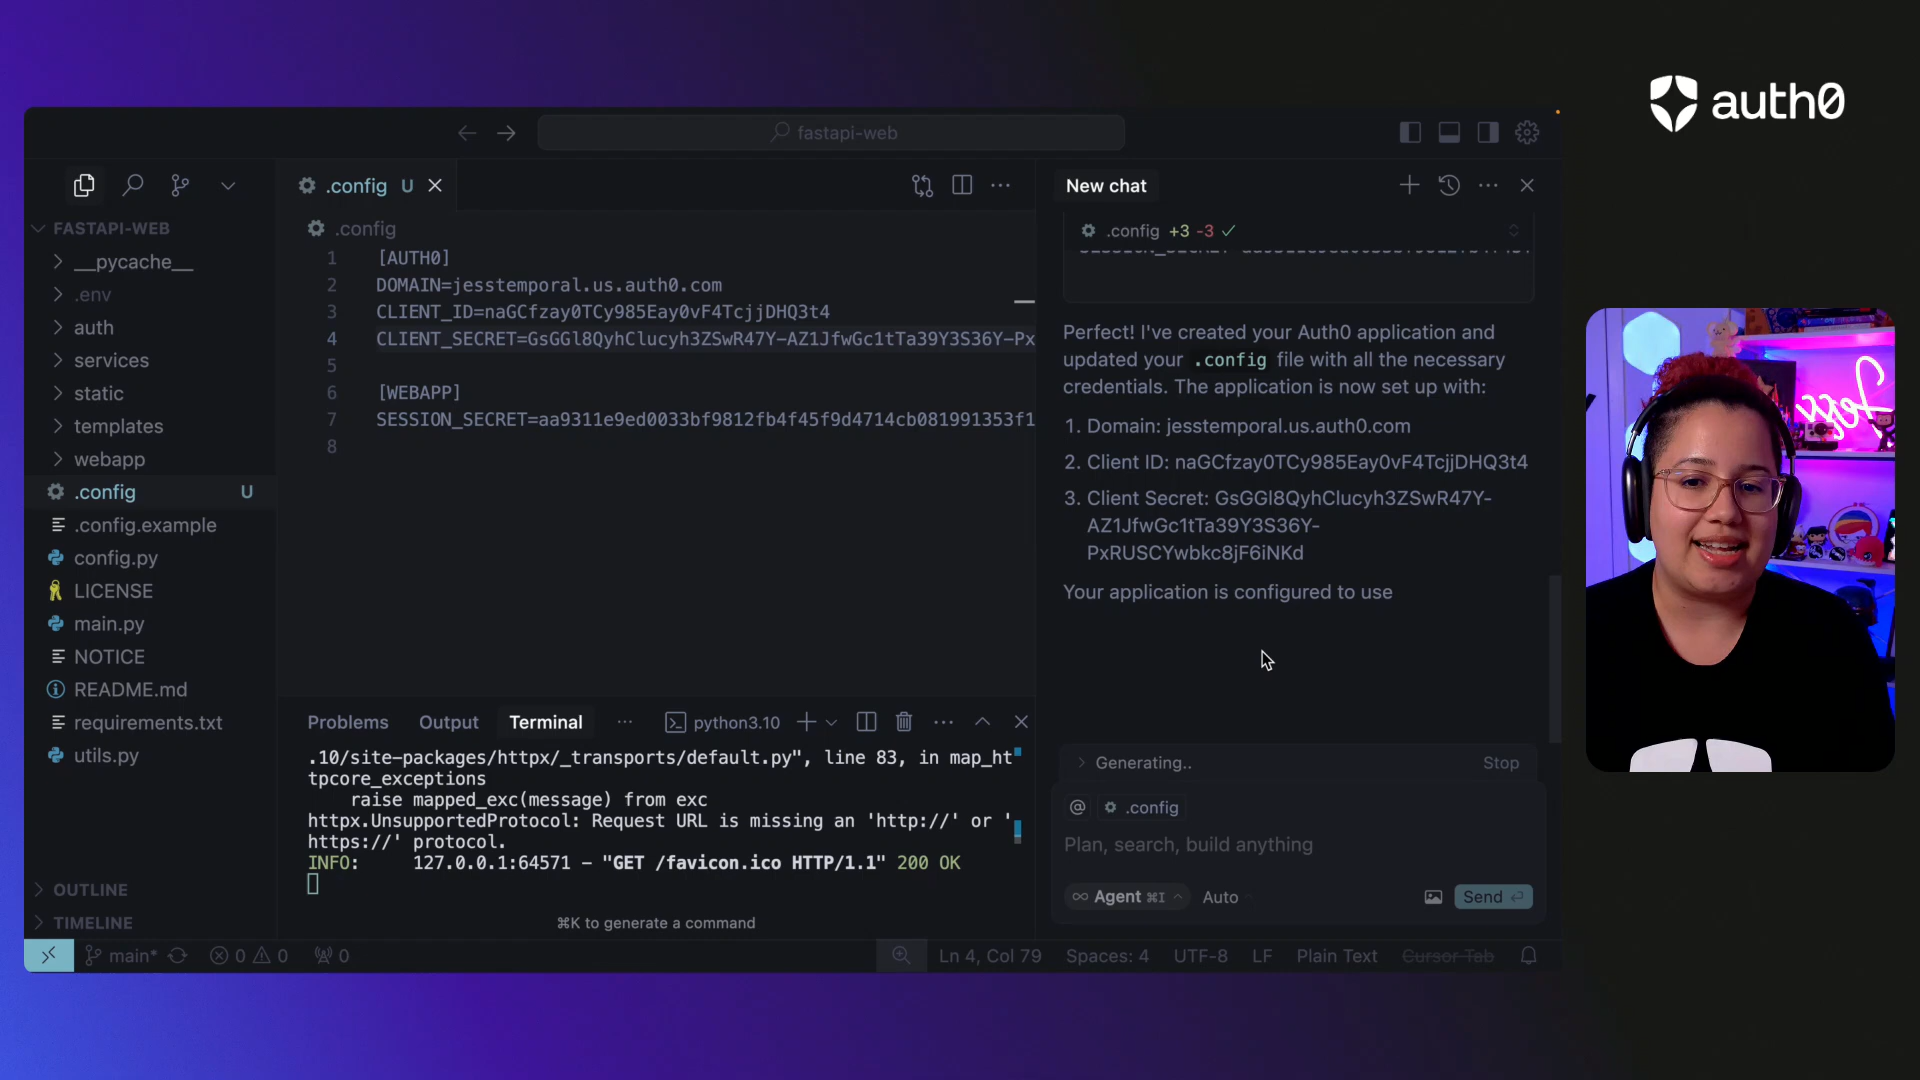 auth0
fastapi-web
.config U
New chat
FASTAPI-WEB
__pycache__
.env
auth
services
static
templates
webapp
.config U
.config.example
config.py
LICENSE
main.py
NOTICE
README.md
requirements.txt
utils.py
OUTLINE
TIMELINE
.config
1 [AUTH0]
2 DOMAIN=jesstemporal.us.auth0.com
3 CLIENT_ID=naGCfzay0TCy985Eay0vF4TcjjDHQ3t4
4 CLIENT_SECRET=GsGGl8QyhClucyh3ZSwR47Y-AZ1JfwGc1tTa39Y3S36Y-Px
5
6 [WEBAPP]
7 SESSION_SECRET=aa9311e9ed0033bf9812fb4f45f9d4714cb081991353f1
8
Problems Output Terminal ... python3.10
.10/site-packages/httpx/_transports/default.py", line 83, in map_ht
tpcore_exceptions
raise mapped_exc(message) from exc
httpx.UnsupportedProtocol: Request URL is missing an 'http://' or '
https://' protocol.
INFO: 127.0.0.1:64571 - "GET /favicon.ico HTTP/1.1" 200 OK
⌘K to generate a command
.config +3 -3
Perfect! I've created your Auth0 application and
updated your .config file with all the necessary
credentials. The application is now set up with:
1. Domain: jesstemporal.us.auth0.com
2. Client ID: naGCfzay0TCy985Eay0vF4TcjjDHQ3t4
3. Client Secret: GsGGl8QyhClucyh3ZSwR47Y-
AZ1JfwGc1tTa39Y3S36Y-
PxRUSCYwbkc8jF6iNKd
Your application is configured to use
Generating.. Stop
@ .config
Plan, search, build anything
Agent ⌘I Auto Send
main* 0 0 0 Ln 4, Col 79 Spaces: 4 UTF-8 LF Plain Text Cursor Tab
Jess